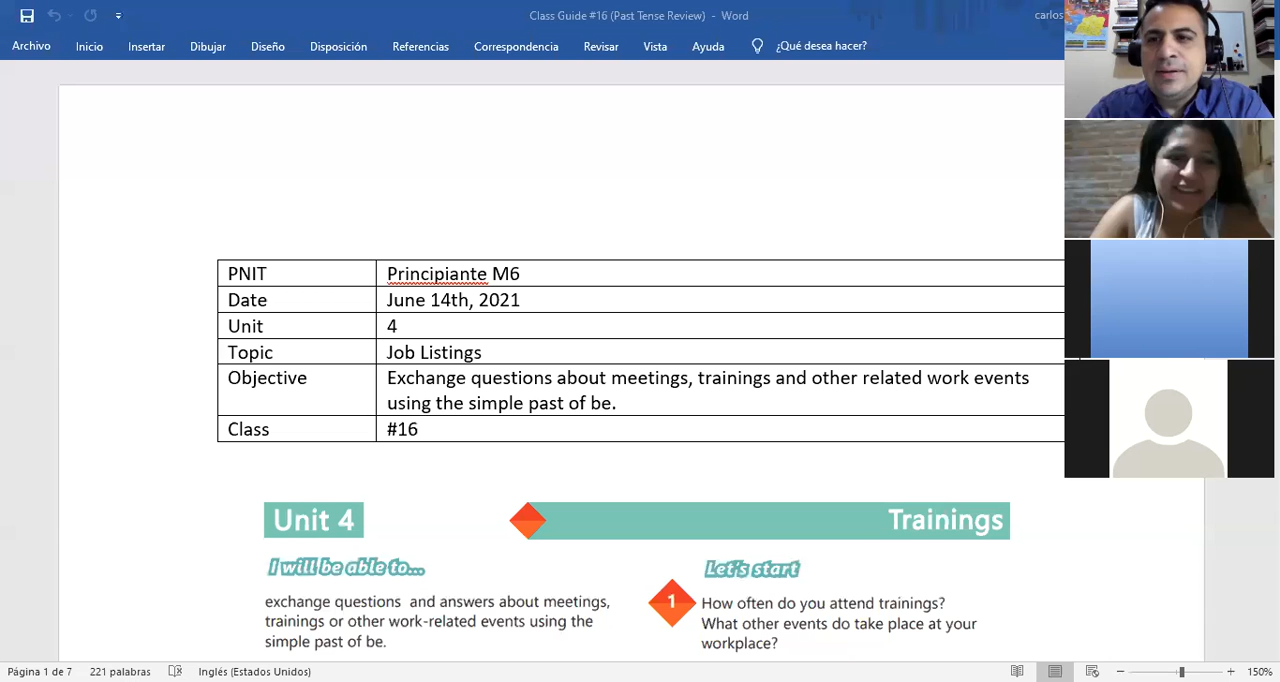 Class Guide #16 (Past Tense Review) - Word
carlos
Archivo Inicio Insertar Dibujar Diseño Disposición Referencias Correspondencia Revisar Vista Ayuda ¿Qué desea hacer?
PNIT Principiante M6
Date June 14th, 2021
Unit 4
Topic Job Listings
Objective Exchange questions about meetings, trainings and other related work events
using the simple past of be.
Class #16
Unit 4 Trainings
I will be able to...
exchange questions and answers about meetings,
trainings or other work-related events using the
simple past of be.
Let's start
1
How often do you attend trainings?
What other events do take place at your
workplace?
Página 1 de 7 221 palabras Inglés (Estados Unidos) 150%